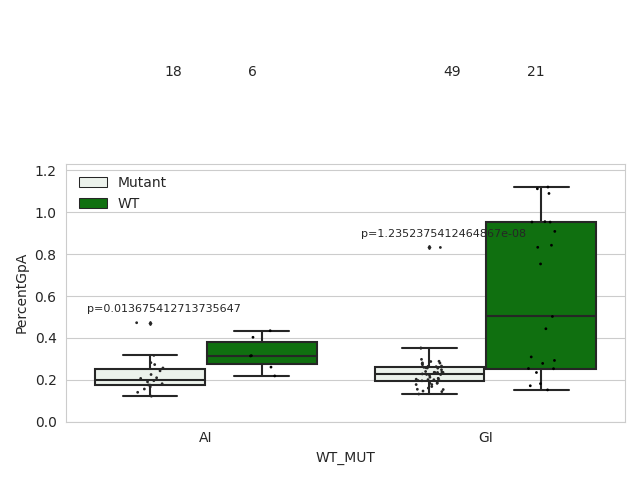 18 6 49 21
1.2
Mutant
WT
1.0
p=1.2352375412464867e-08
0.8
0.6
p=0.013675412713735647
0.4
0.2
0.0
PercentGpA
AI GI
WT_MUT